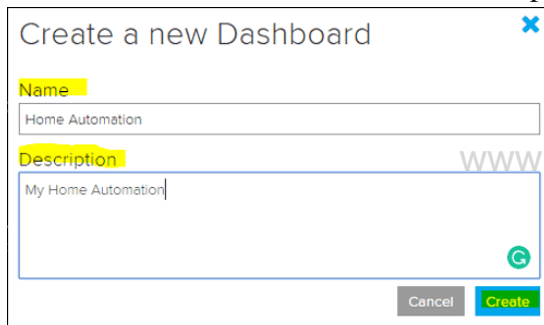 Create a new Dashboard
Name
Home Automation
Description
www
My Home Automation
Cancel Create